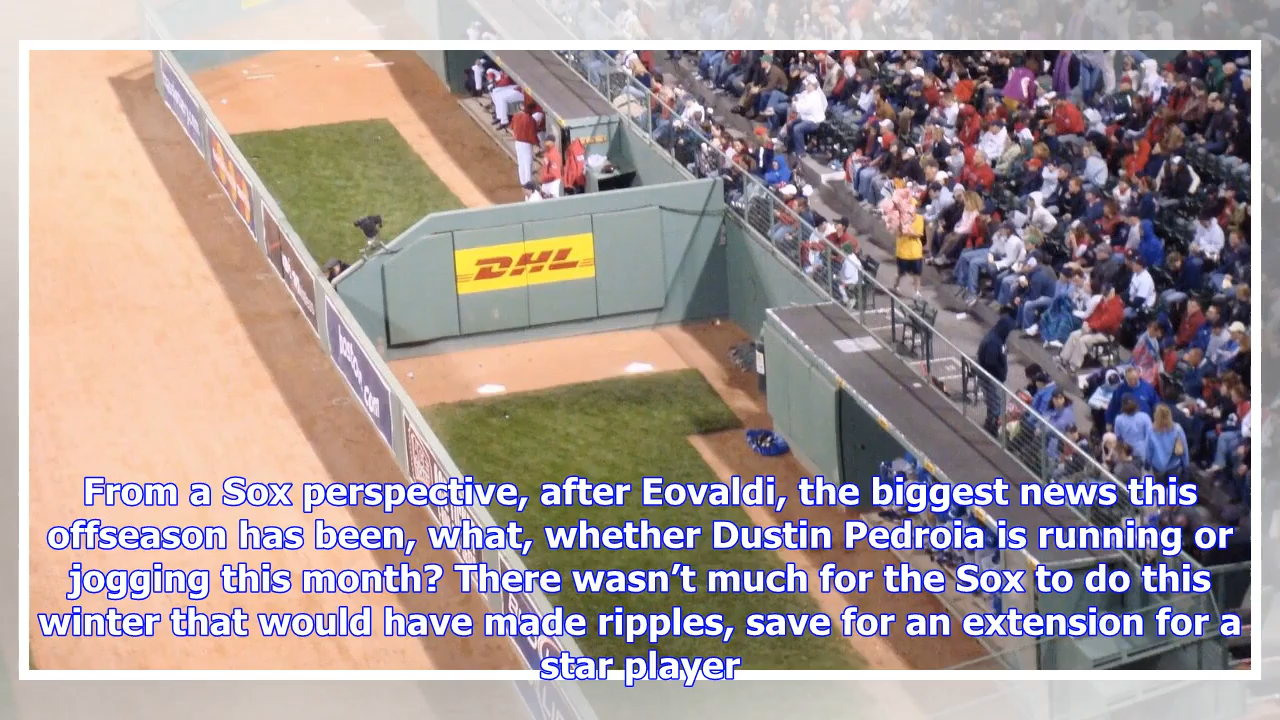 DHL
boston.com
From a Sox perspective, after Eovaldi, the biggest news this
offseason has been, what, whether Dustin Pedroia is running or
jogging this month? There wasn’t much for the Sox to do this
winter that would have made ripples, save for an extension for a
star player